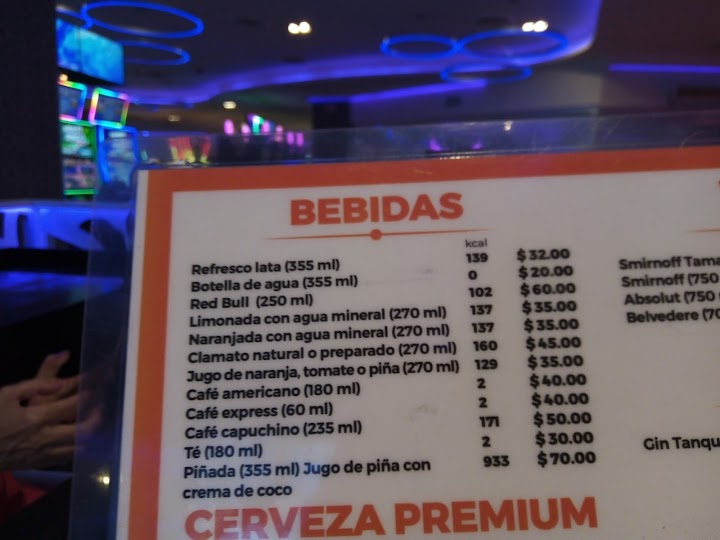 BEBIDAS
kcal
Refresco lata (355 ml) 139 $32.00
Botella de agua (355 ml) 0 $20.00
Red Bull (250 ml) 102 $60.00
Limonada con agua mineral (270 ml) 137 $35.00
Naranjada con agua mineral (270 ml) 137 $35.00
Clamato natural o preparado (270 ml) 160 $45.00
Jugo de naranja, tomate o piña (270 ml) 129 $35.00
Café americano (180 ml) 2 $40.00
Café express (60 ml) 2 $40.00
Café capuchino (235 ml) 171 $50.00
Té (180 ml) 2 $30.00
Piñada (355 ml) Jugo de piña con 933 $70.00
crema de coco
CERVEZA PREMIUM
Smirnoff Tama
Smirnoff (750
Absolut (750
Belvedere (70
Gin Tanqu